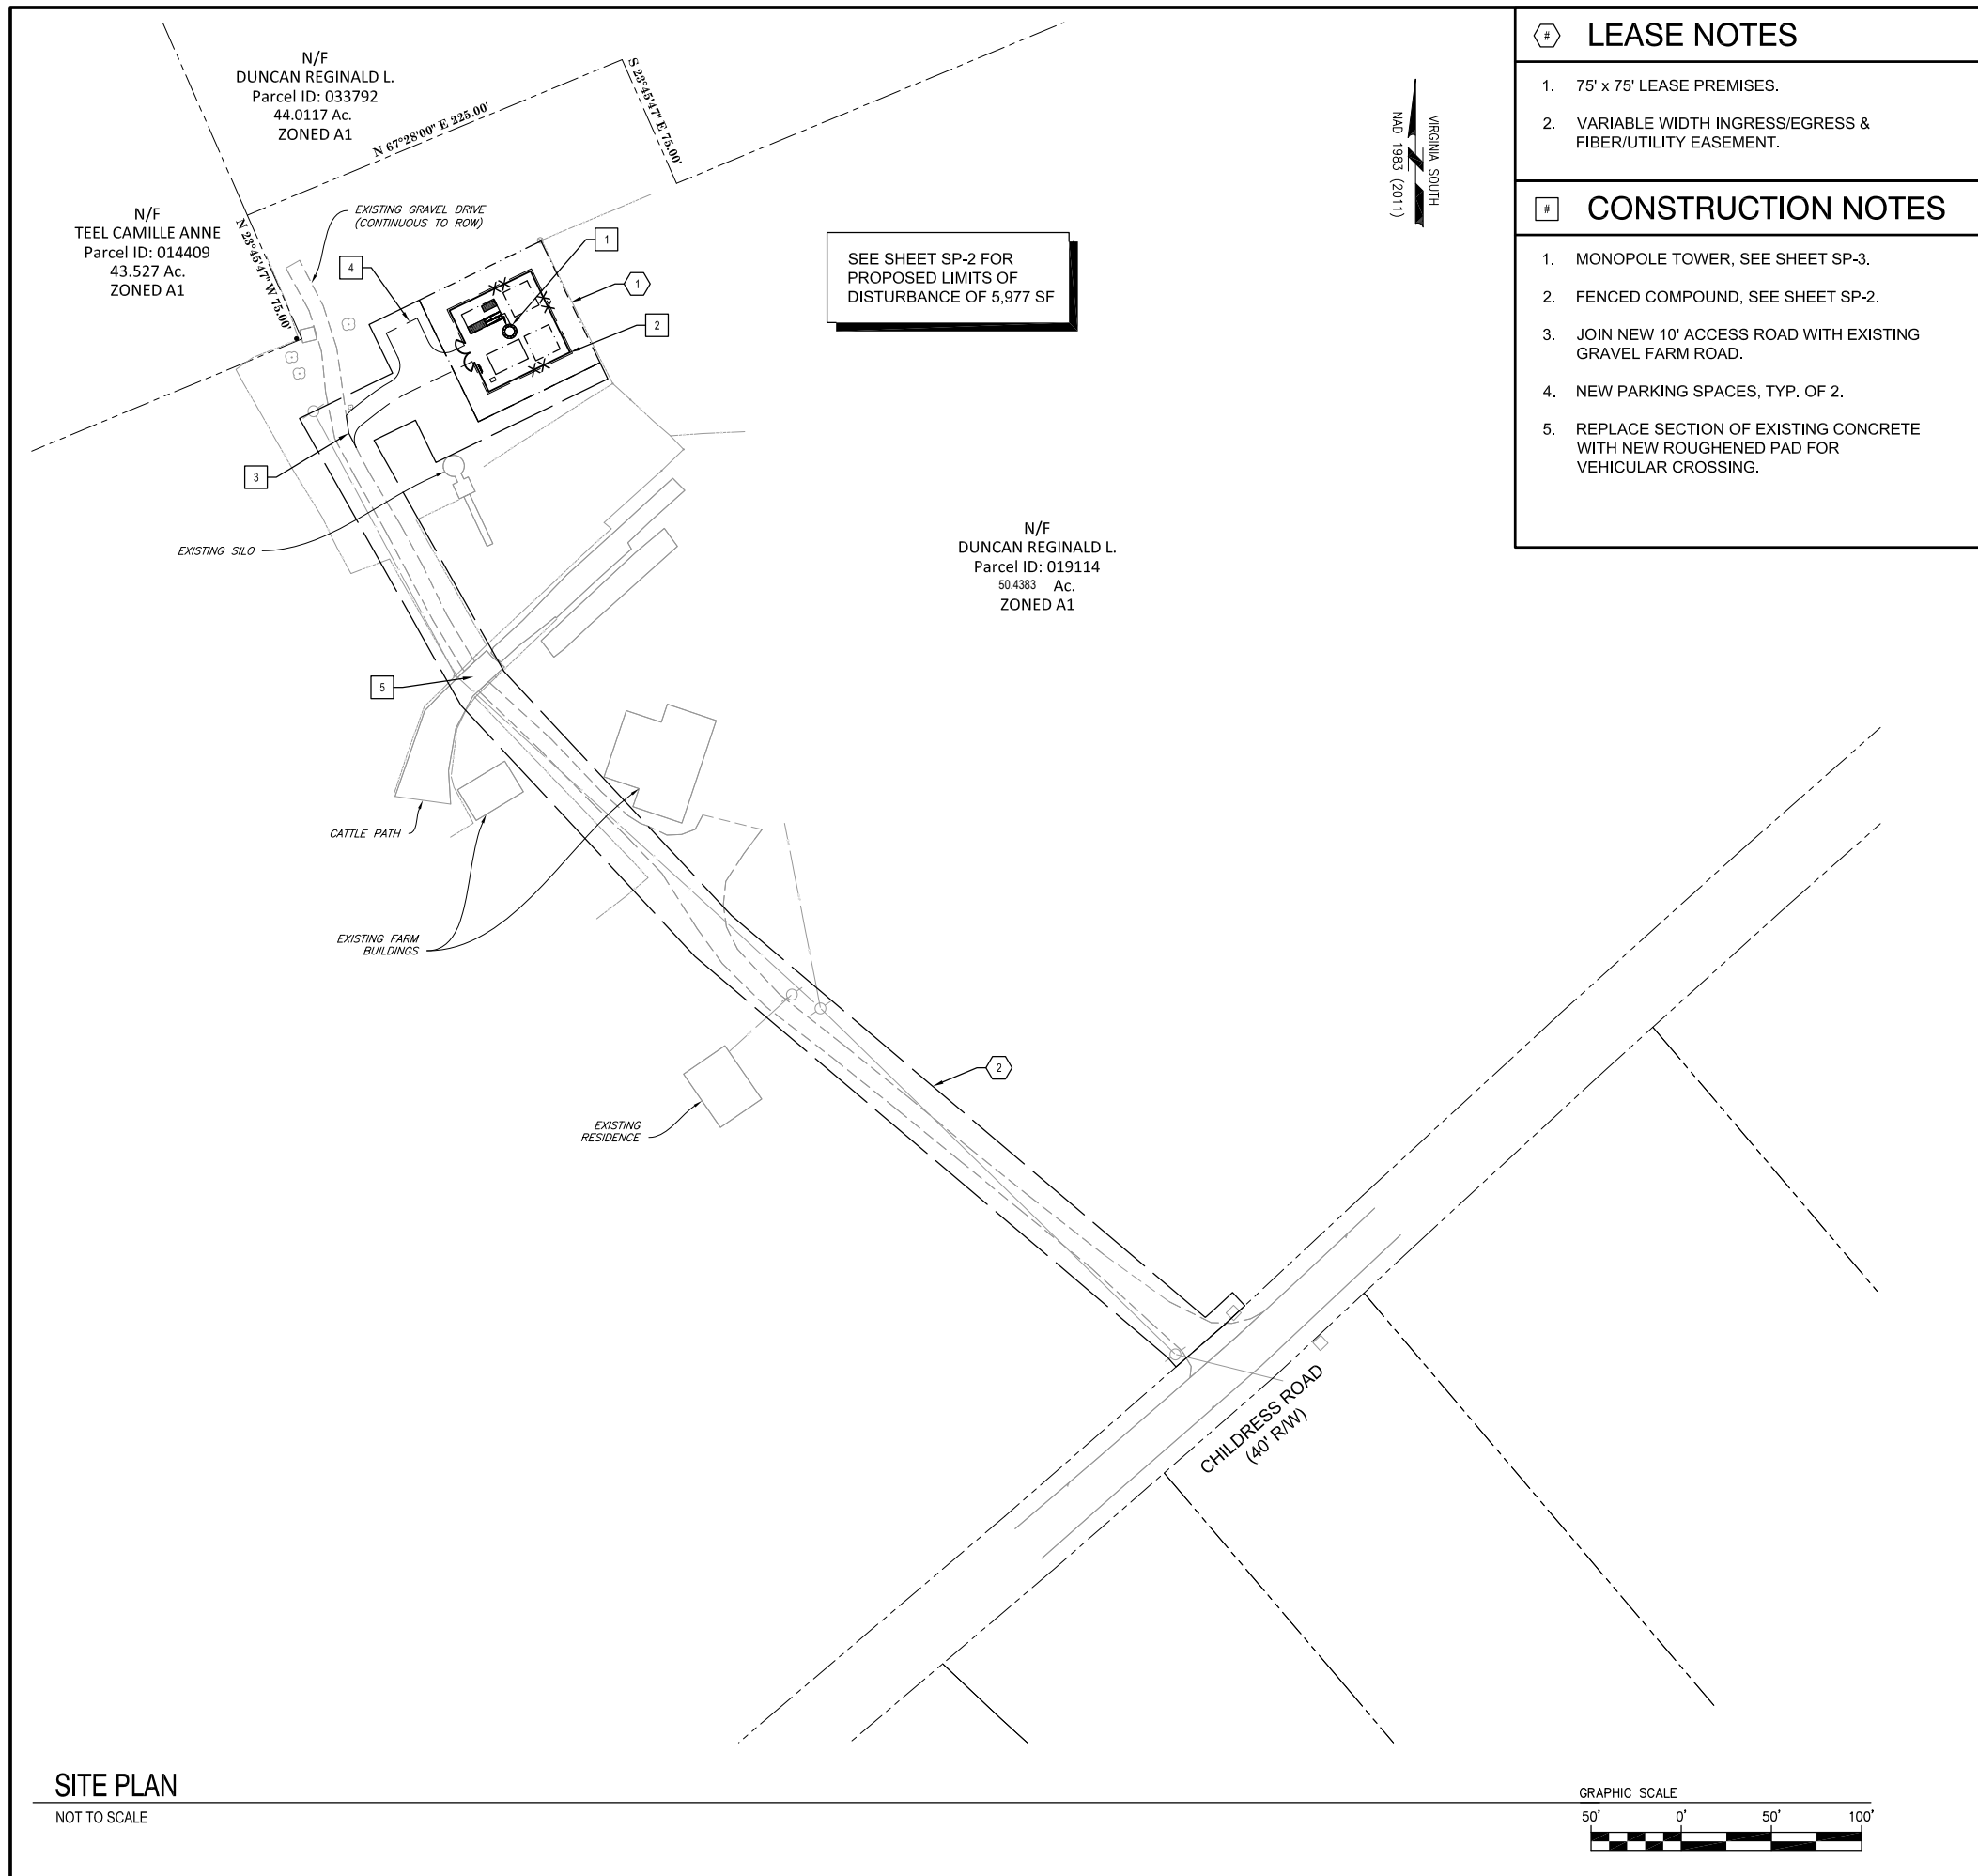 N/F
DUNCAN REGINALD L.
Parcel ID: 033792
44.0117 Ac.
ZONED A1
N 67°28'00" E 225.00'
S 23°45'47" E 75.00'
N/F
TEEL CAMILLE ANNE
Parcel ID: 014409
43.527 Ac.
ZONED A1
N 23°45'47" W 75.00'
EXISTING GRAVEL DRIVE
(CONTINUOUS TO ROW)
4
1
1
2
3
SEE SHEET SP-2 FOR
PROPOSED LIMITS OF
DISTURBANCE OF 5,977 SF
VIRGINIA SOUTH
NAD 1983 (2011)
# LEASE NOTES
1. 75' x 75' LEASE PREMISES.
2. VARIABLE WIDTH INGRESS/EGRESS &
FIBER/UTILITY EASEMENT.
# CONSTRUCTION NOTES
1. MONOPOLE TOWER, SEE SHEET SP-3.
2. FENCED COMPOUND, SEE SHEET SP-2.
3. JOIN NEW 10' ACCESS ROAD WITH EXISTING
GRAVEL FARM ROAD.
4. NEW PARKING SPACES, TYP. OF 2.
5. REPLACE SECTION OF EXISTING CONCRETE
WITH NEW ROUGHENED PAD FOR
VEHICULAR CROSSING.
EXISTING SILO
N/F
DUNCAN REGINALD L.
Parcel ID: 019114
50.4383 Ac.
ZONED A1
5
CATTLE PATH
EXISTING FARM
BUILDINGS
2
EXISTING
RESIDENCE
CHILDRESS ROAD
(40' R/W)
SITE PLAN
NOT TO SCALE
GRAPHIC SCALE
50' 0' 50' 100'